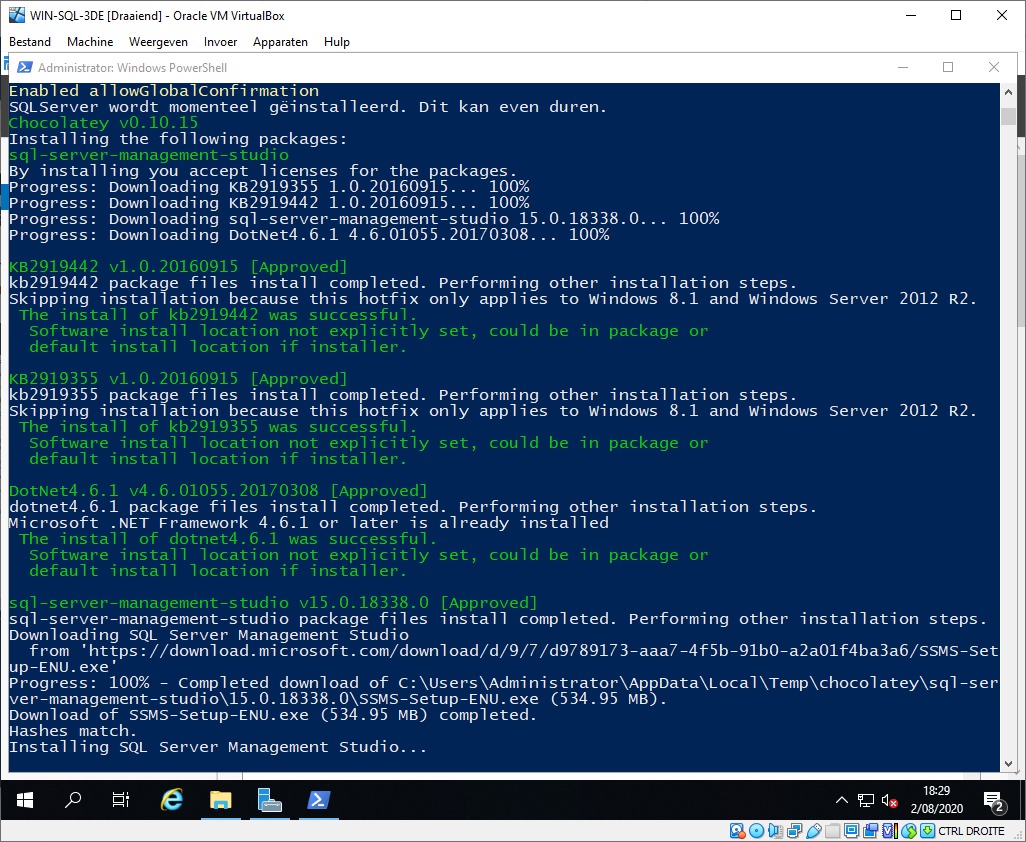 WIN-SQL-3DE [Draaiend] - Oracle VM VirtualBox
Bestand Machine Weergeven Invoer Apparaten Hulp
Administrator: Windows PowerShell
Enabled allowGlobalConfirmation
SQLServer wordt momenteel gëinstalleerd. Dit kan even duren.
Chocolatey v0.10.15
Installing the following packages:
sql-server-management-studio
By installing you accept licenses for the packages.
Progress: Downloading KB2919355 1.0.20160915... 100%
Progress: Downloading KB2919442 1.0.20160915... 100%
Progress: Downloading sql-server-management-studio 15.0.18338.0... 100%
Progress: Downloading DotNet4.6.1 4.6.01055.20170308... 100%
KB2919442 v1.0.20160915 [Approved]
kb2919442 package files install completed. Performing other installation steps.
Skipping installation because this hotfix only applies to Windows 8.1 and Windows Server 2012 R2.
The install of kb2919442 was successful.
Software install location not explicitly set, could be in package or
default install location if installer.
KB2919355 v1.0.20160915 [Approved]
kb2919355 package files install completed. Performing other installation steps.
Skipping installation because this hotfix only applies to Windows 8.1 and Windows Server 2012 R2.
The install of kb2919355 was successful.
Software install location not explicitly set, could be in package or
default install location if installer.
DotNet4.6.1 v4.6.01055.20170308 [Approved]
dotnet4.6.1 package files install completed. Performing other installation steps.
Microsoft .NET Framework 4.6.1 or later is already installed
The install of dotnet4.6.1 was successful.
Software install location not explicitly set, could be in package or
default install location if installer.
sql-server-management-studio v15.0.18338.0 [Approved]
sql-server-management-studio package files install completed. Performing other installation steps.
Downloading SQL Server Management Studio
from 'https://download.microsoft.com/download/d/9/7/d9789173-aaa7-4f5b-91b0-a2a01f4ba3a6/SSMS-Set
up-ENU.exe'
Progress: 100% - Completed download of C:\Users\Administrator\AppData\Local\Temp\chocolatey\sql-ser
ver-management-studio\15.0.18338.0\SSMS-Setup-ENU.exe (534.95 MB).
Download of SSMS-Setup-ENU.exe (534.95 MB) completed.
Hashes match.
Installing SQL Server Management Studio...
18:29
2/08/2020
2
CTRL DROITE